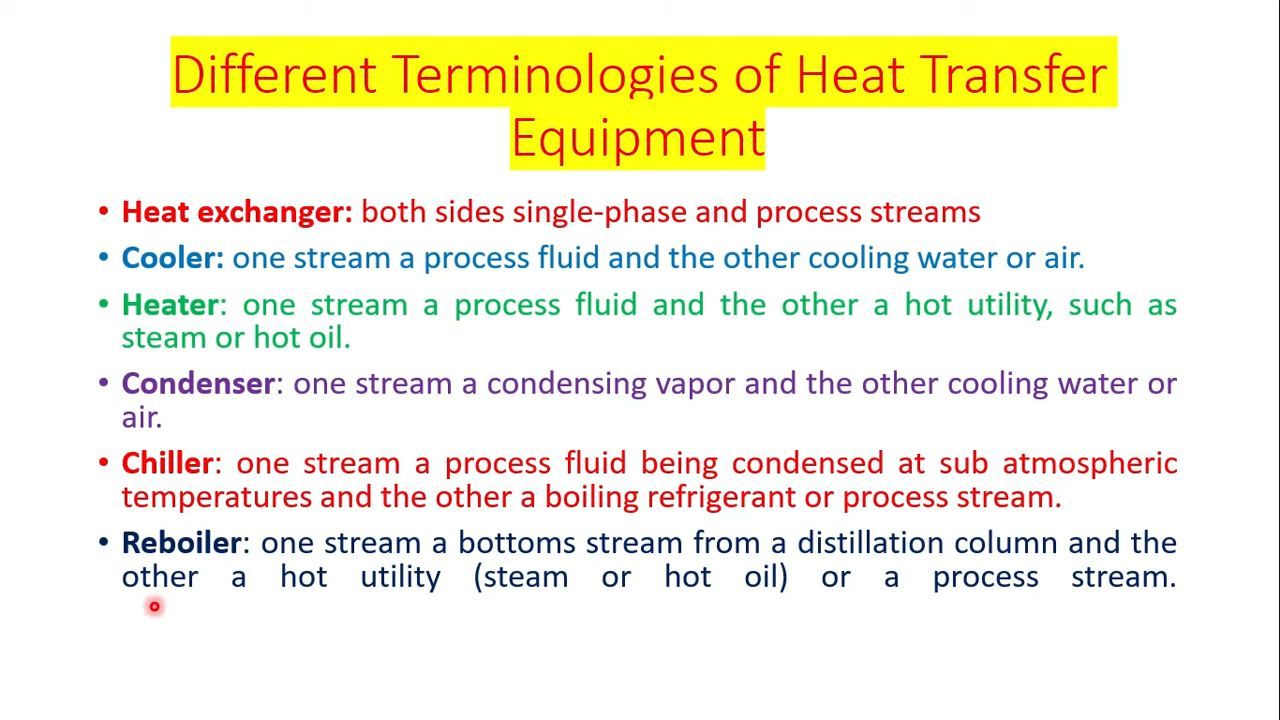 Different Terminologies of Heat Transfer
Equipment
• Heat exchanger: both sides single-phase and process streams
• Cooler: one stream a process fluid and the other cooling water or air.
• Heater: one stream a process fluid and the other a hot utility, such as
steam or hot oil.
• Condenser: one stream a condensing vapor and the other cooling water or
air.
• Chiller: one stream a process fluid being condensed at sub atmospheric
temperatures and the other a boiling refrigerant or process stream.
• Reboiler: one stream a bottoms stream from a distillation column and the
other a hot utility (steam or hot oil) or a process stream.